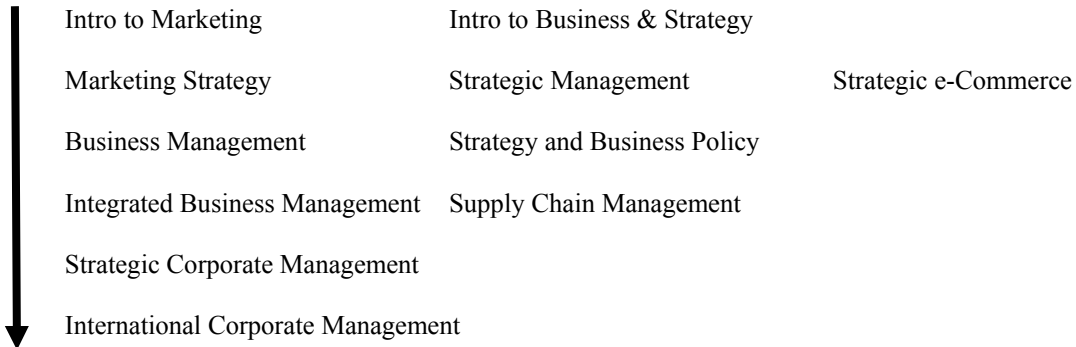 Intro to Marketing Intro to Business & Strategy
Marketing Strategy Strategic Management Strategic e-Commerce
Business Management Strategy and Business Policy
Integrated Business Management Supply Chain Management
Strategic Corporate Management
International Corporate Management